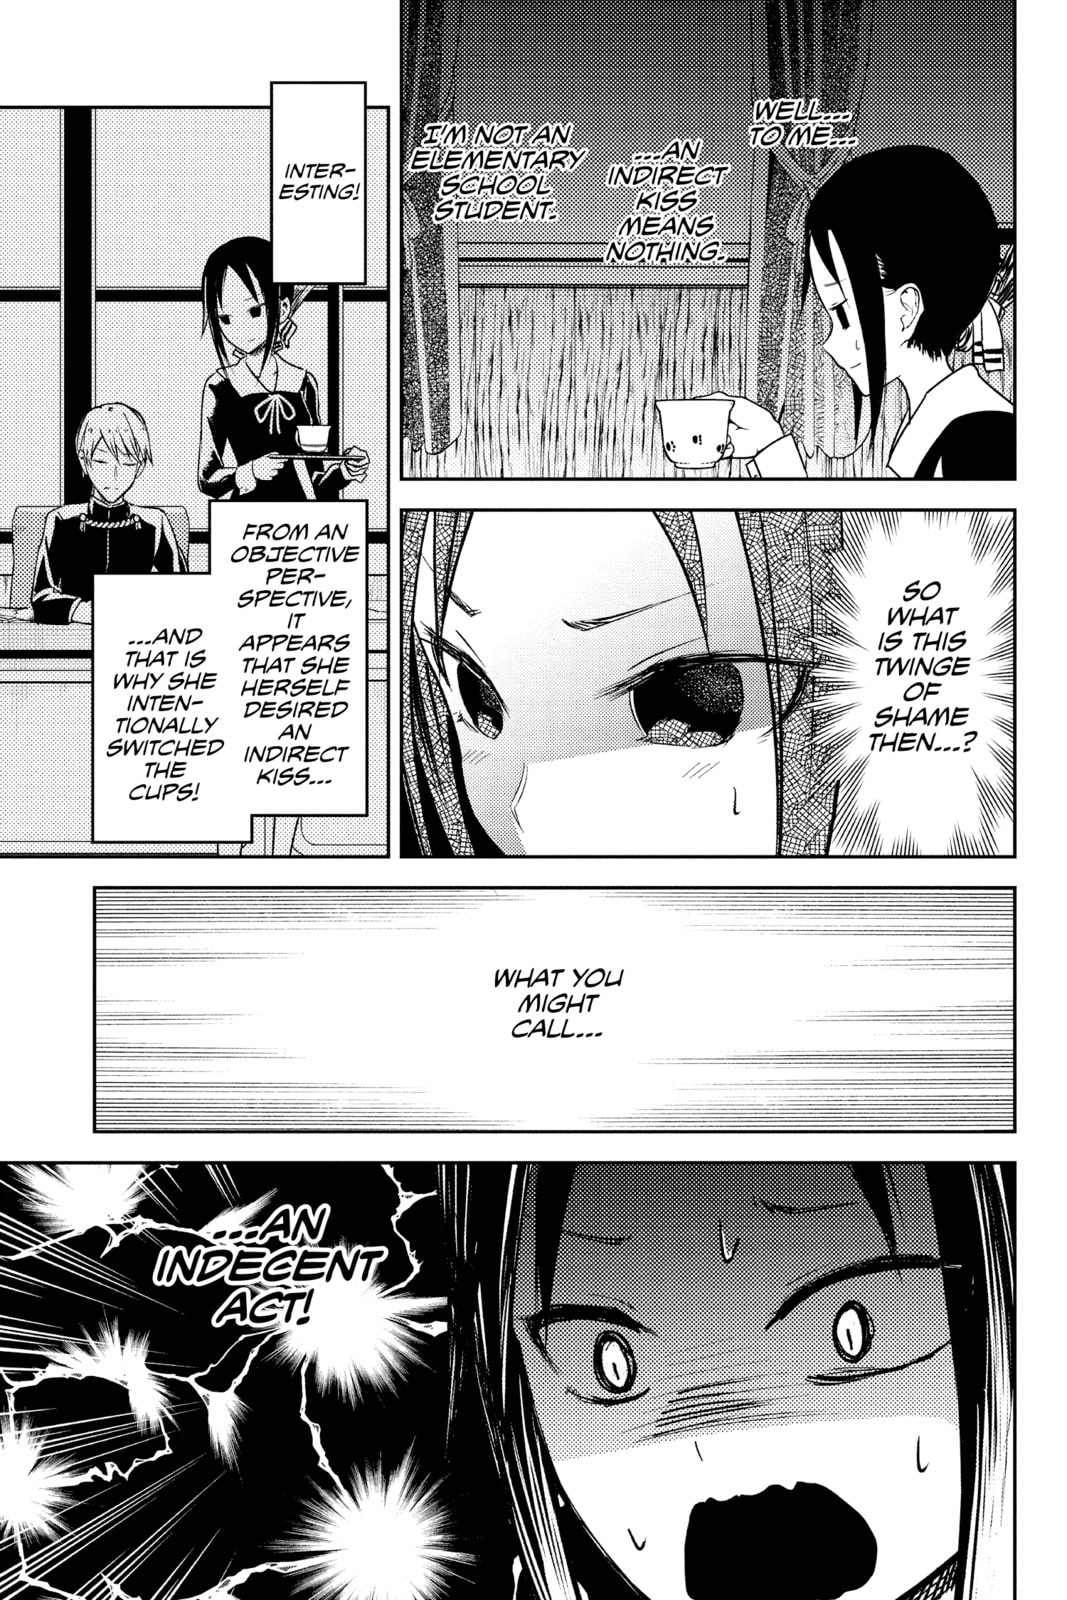 WELL...
TO ME...
...AN
INDIRECT
KISS
MEANS
NOTHING.
I'M NOT AN
ELEMENTARY
SCHOOL
STUDENT.
SO
WHAT
IS THIS
TWINGE
OF
SHAME
THEN...?
INTER-
ESTING!
FROM AN
OBJECTIVE
PER-
SPECTIVE,
IT
APPEARS
THAT SHE
HERSELF
DESIRED
AN
INDIRECT
KISS...
...AND
THAT IS
WHY SHE
INTEN-
TIONALLY
SWITCHED
THE
CUPS!
WHAT YOU
MIGHT
CALL...
...AN
INDECENT
ACT!